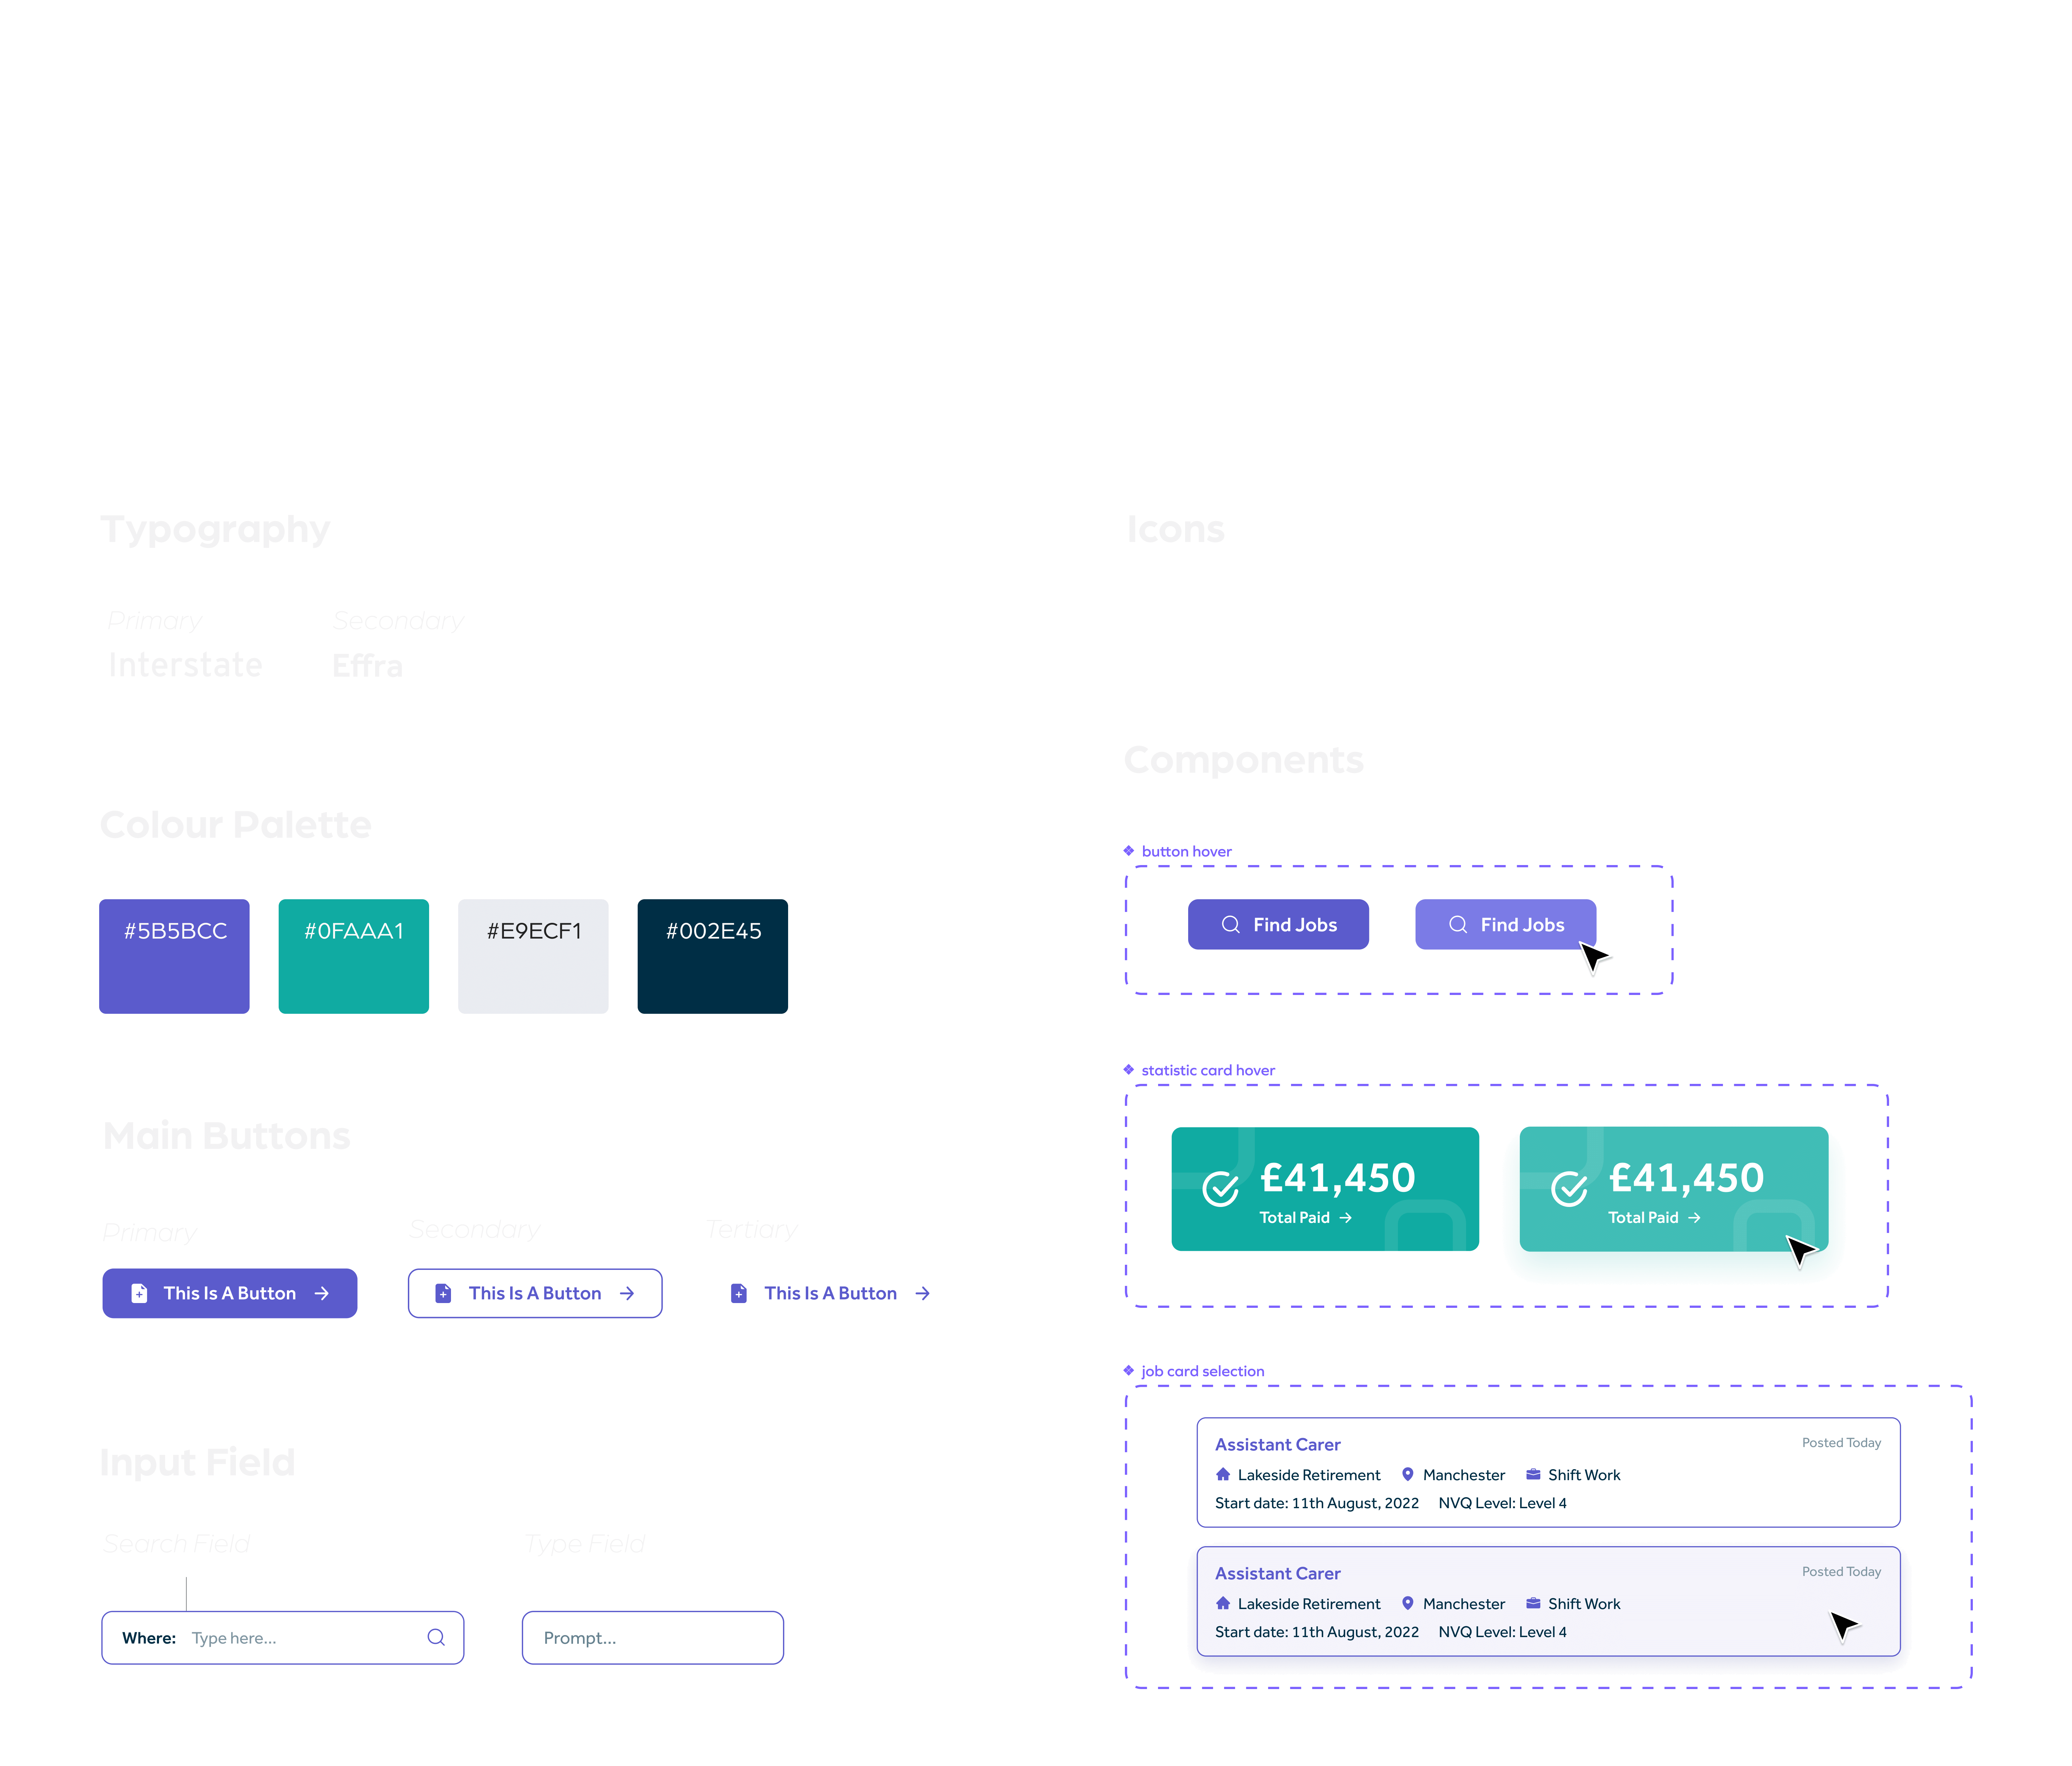 Typography
Primary
Secondary
Interstate
Effra
Colour Palette
#5B5BCC
#0FAAA1
#E9ECF1
#002E45
Main Buttons
Primary
Secondary
Tertiary
This Is A Button
This Is A Button
This Is A Button
Input Field
Search Field
Type Field
Where: Type here...
Prompt...
Icons
Components
button hover
Find Jobs
Find Jobs
statistic card hover
£41,450
Total Paid
£41,450
Total Paid
job card selection
Assistant Carer
Posted Today
Lakeside Retirement Manchester Shift Work
Start date: 11th August, 2022 NVQ Level: Level 4
Assistant Carer
Posted Today
Lakeside Retirement Manchester Shift Work
Start date: 11th August, 2022 NVQ Level: Level 4